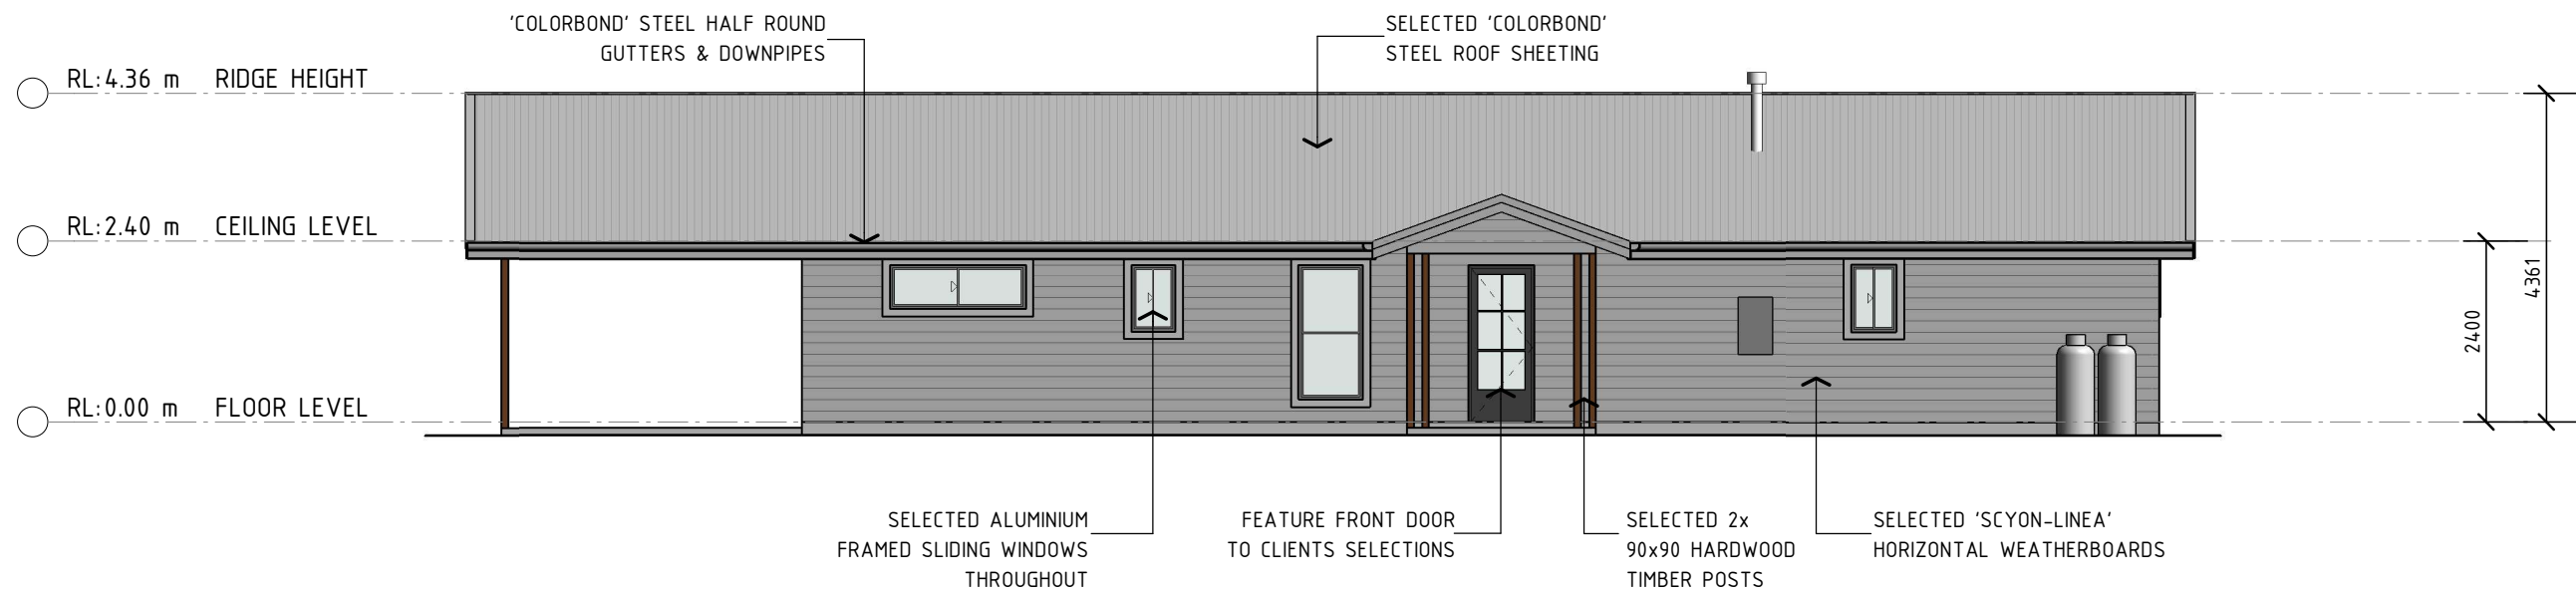 'COLORBOND' STEEL HALF ROUND
GUTTERS & DOWNPIPES
SELECTED 'COLORBOND'
STEEL ROOF SHEETING
RL:4.36 m RIDGE HEIGHT
RL:2.40 m CEILING LEVEL
RL:0.00 m FLOOR LEVEL
2400
4361
SELECTED ALUMINIUM
FRAMED SLIDING WINDOWS
THROUGHOUT
FEATURE FRONT DOOR
TO CLIENTS SELECTIONS
SELECTED 2x
90x90 HARDWOOD
TIMBER POSTS
SELECTED 'SCYON-LINEA'
HORIZONTAL WEATHERBOARDS